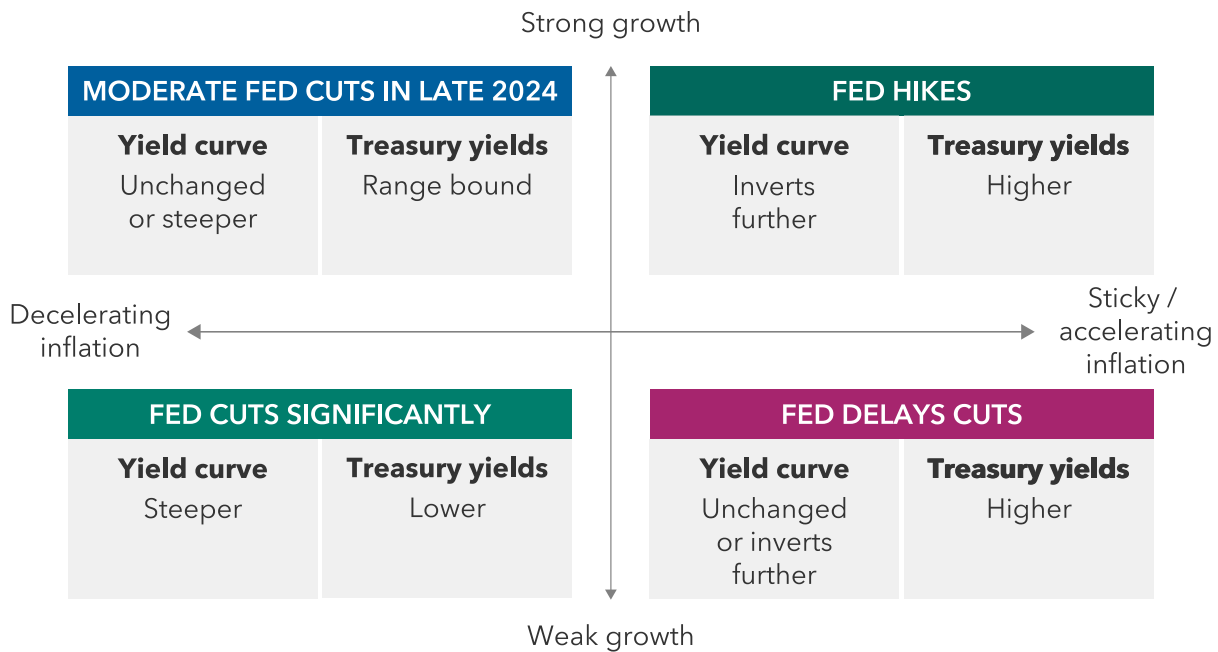 Strong growth
MODERATE FED CUTS IN LATE 2024
Yield curve
Unchanged
or steeper
Treasury yields
Range bound
FED HIKES
Yield curve
Inverts
further
Treasury yields
Higher
Decelerating
inflation
Sticky /
accelerating
inflation
FED CUTS SIGNIFICANTLY
Yield curve
Steeper
Treasury yields
Lower
FED DELAYS CUTS
Yield curve
Unchanged
or inverts
further
Treasury yields
Higher
Weak growth